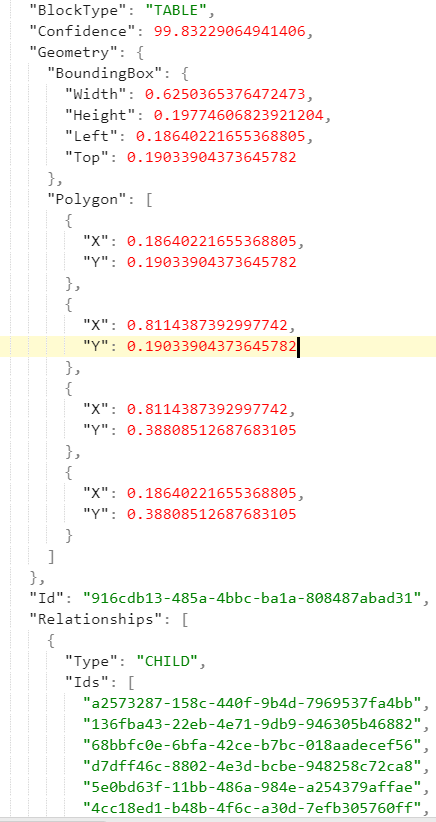 "BlockType": "TABLE",
"Confidence": 99.83229064941406,
"Geometry": {
"BoundingBox": {
"Width": 0.6250365376472473,
"Height": 0.19774606823921204,
"Left": 0.18640221655368805,
"Top": 0.19033904373645782
},
"Polygon": [
{
"X": 0.18640221655368805,
"Y": 0.19033904373645782
},
{
"X": 0.8114387392997742,
"Y": 0.19033904373645782
},
{
"X": 0.8114387392997742,
"Y": 0.38808512687683105
},
{
"X": 0.18640221655368805,
"Y": 0.38808512687683105
}
]
},
"Id": "916cdb13-485a-4bbc-ba1a-808487abad31",
"Relationships": [
{
"Type": "CHILD",
"Ids": [
"a2573287-158c-440f-9b4d-7969537fa4bb",
"136fba43-22eb-4e71-9db9-946305b46882",
"68bbfc0e-6bfa-42ce-b7bc-018aadecef56",
"d7dff46c-8802-4e3d-bcbe-948258c72ca8",
"5e0bd63f-11bb-486a-984e-a254379affae",
"4cc18ed1-b48b-4f6c-a30d-7efb305760ff",